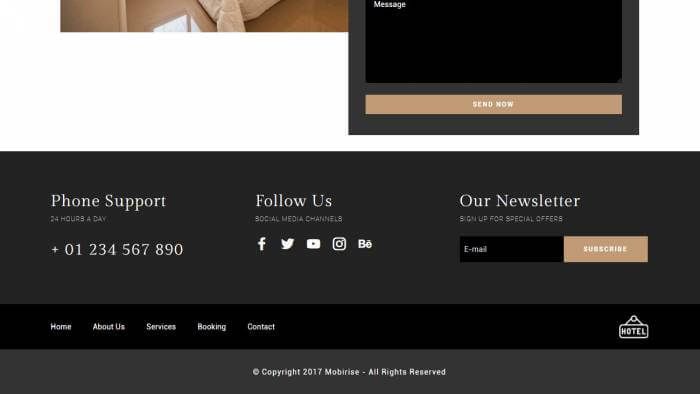 Message
SEND NOW
Phone Support
24 HOURS A DAY
+ 01 234 567 890
Follow Us
SOCIAL MEDIA CHANNELS
Bē
Our Newsletter
SIGN UP FOR SPECIAL OFFERS
E-mail
SUBSCRIBE
Home About Us Services Booking Contact
HOTEL
© Copyright 2017 Mobirise - All Rights Reserved